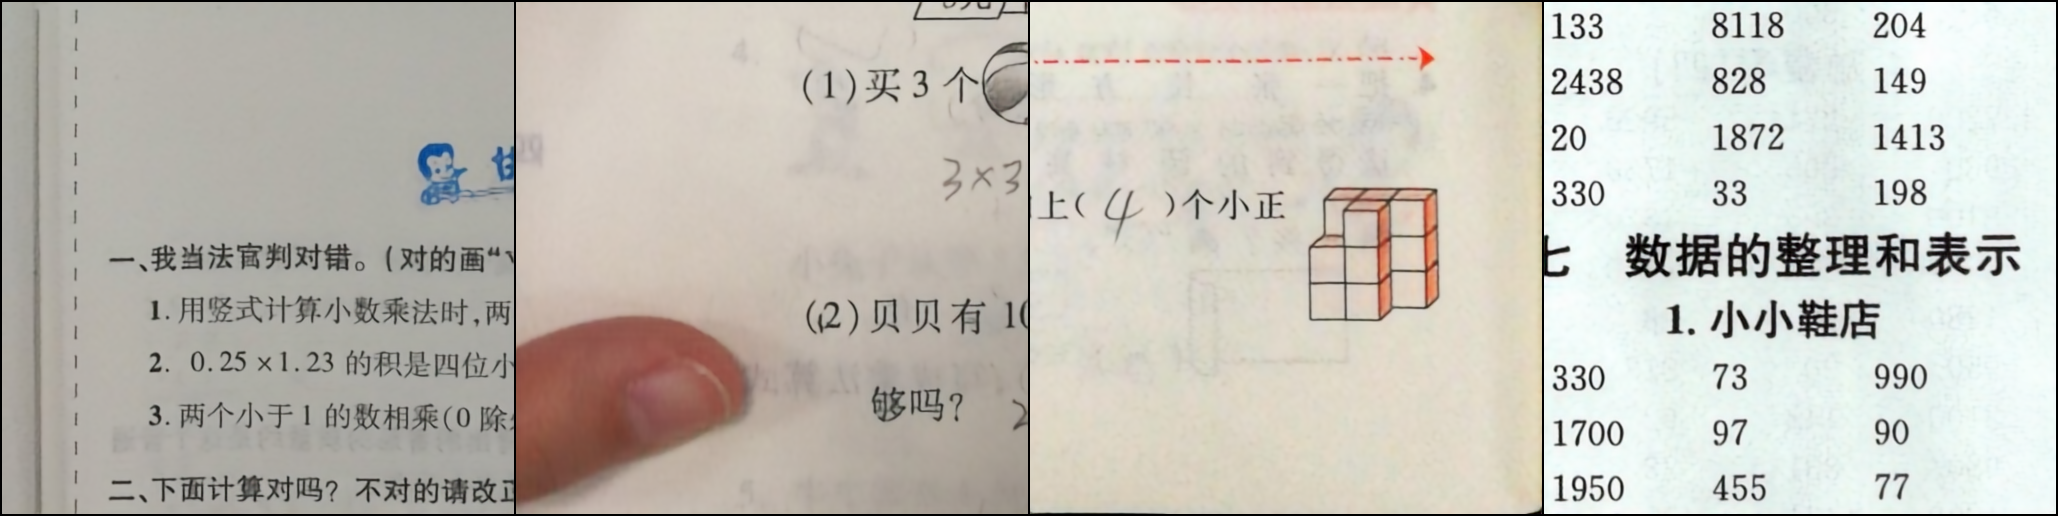 一、我当法官判对错。(对的画“
1. 用竖式计算小数乘法时,两
2. 0.25×1.23 的积是四位小
3. 两个小于 1 的数相乘(0 除
二、下面计算对吗? 不对的请改正
(1)买 3 个
3×3
(2)贝贝有 10
够吗?
上( 4 )个小正
133 8118 204
2438 828 149
20 1872 1413
330 33 198
七 数据的整理和表示
1. 小小鞋店
330 73 990
1700 97 90
1950 455 77